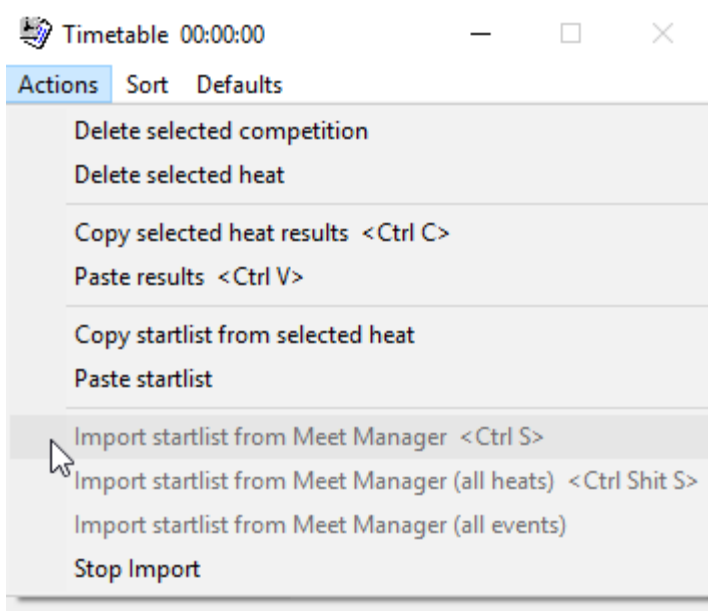 Timetable 00:00:00
Actions Sort Defaults
Delete selected competition
Delete selected heat
Copy selected heat results <Ctrl C>
Paste results <Ctrl V>
Copy startlist from selected heat
Paste startlist
Import startlist from Meet Manager <Ctrl S>
Import startlist from Meet Manager (all heats) <Ctrl Shit S>
Import startlist from Meet Manager (all events)
Stop Import